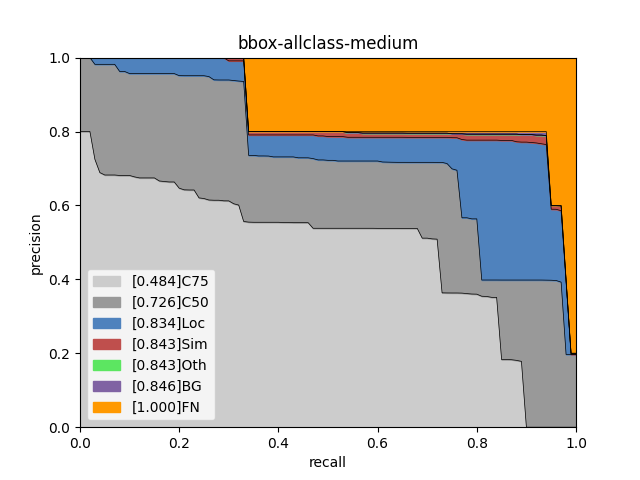 bbox-allclass-medium
precision
1.0
0.8
0.6
0.4
0.2
0.0
[0.484]C75
[0.726]C50
[0.834]Loc
[0.843]Sim
[0.843]Oth
[0.846]BG
[1.000]FN
0.0 0.2 0.4 0.6 0.8 1.0
recall